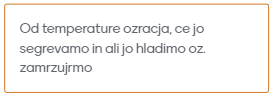 Od temperature ozracja, ce jo
segrevamo in ali jo hladimo oz.
zamrzujrmo